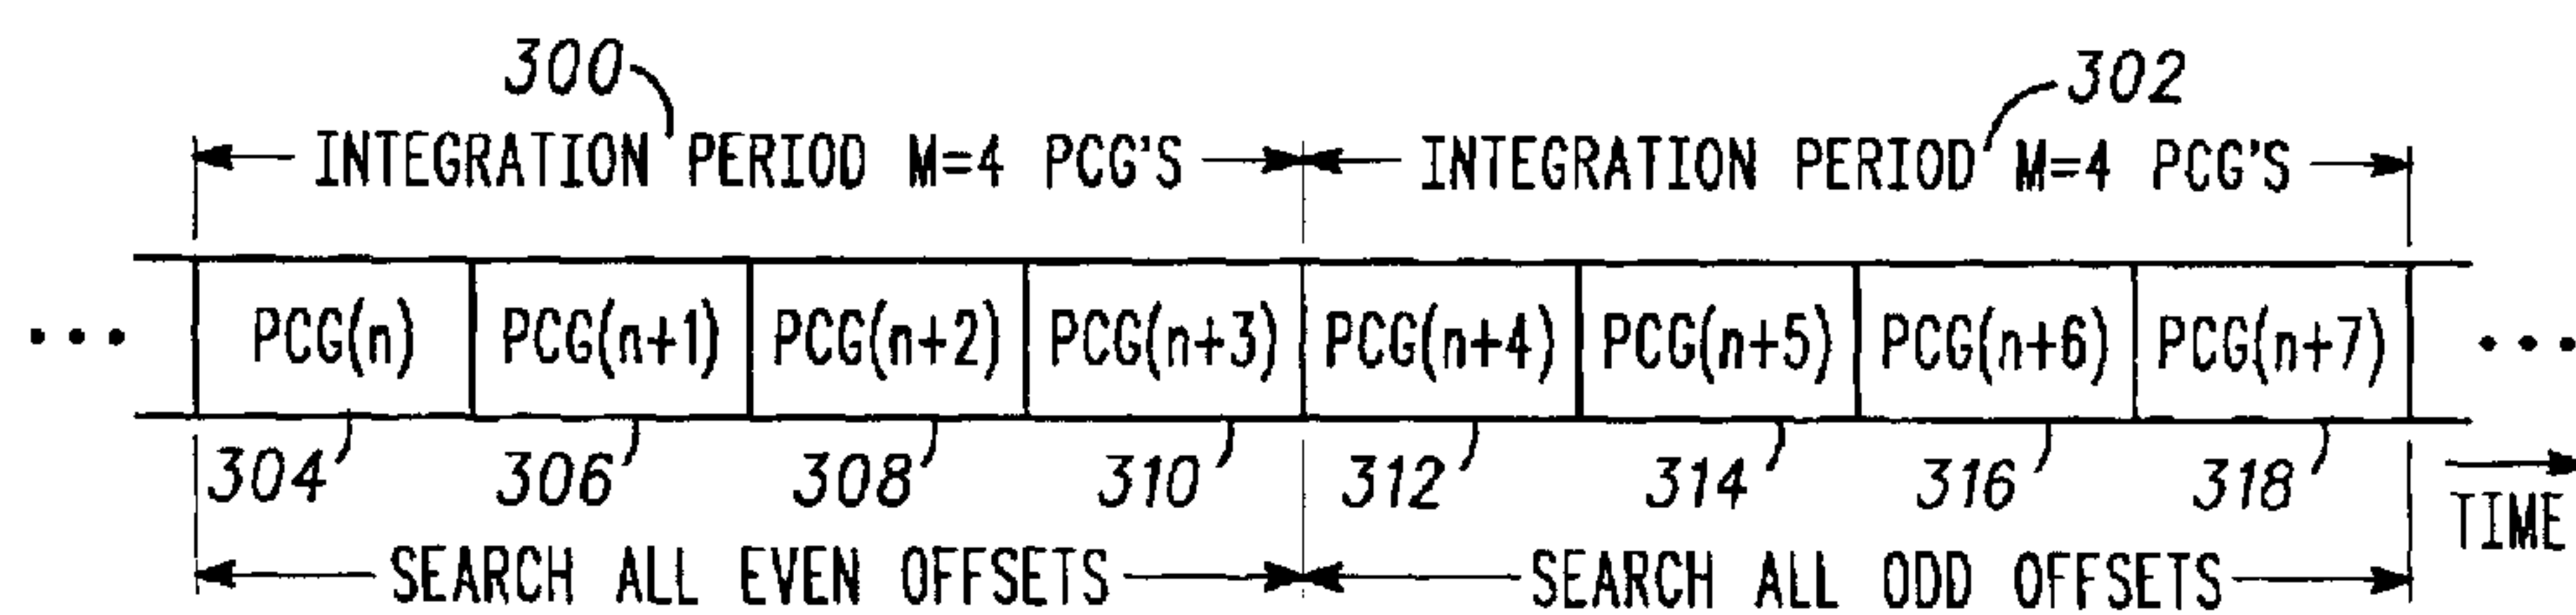 300 302
INTEGRATION PERIOD M=4 PCG'S INTEGRATION PERIOD M=4 PCG'S
... PCG(n) PCG(n+1) PCG(n+2) PCG(n+3) PCG(n+4) PCG(n+5) PCG(n+6) PCG(n+7) ...
304 306 308 310 312 314 316 318
TIME
SEARCH ALL EVEN OFFSETS SEARCH ALL ODD OFFSETS